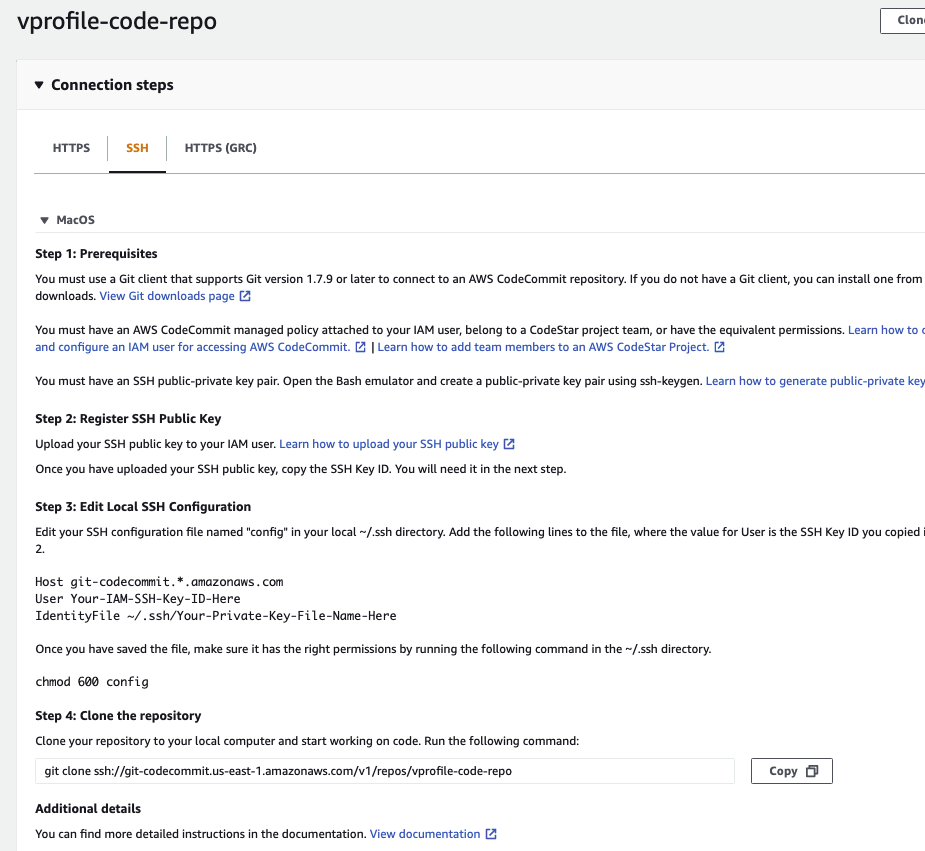 vprofile-code-repo
Clone
Connection steps
HTTPS
SSH
HTTPS (GRC)
MacOS
Step 1: Prerequisites
You must use a Git client that supports Git version 1.7.9 or later to connect to an AWS CodeCommit repository. If you do not have a Git client, you can install one from
downloads. View Git downloads page
You must have an AWS CodeCommit managed policy attached to your IAM user, belong to a CodeStar project team, or have the equivalent permissions. Learn how to
and configure an IAM user for accessing AWS CodeCommit. | Learn how to add team members to an AWS CodeStar Project.
You must have an SSH public-private key pair. Open the Bash emulator and create a public-private key pair using ssh-keygen. Learn how to generate public-private key
Step 2: Register SSH Public Key
Upload your SSH public key to your IAM user. Learn how to upload your SSH public key
Once you have uploaded your SSH public key, copy the SSH Key ID. You will need it in the next step.
Step 3: Edit Local SSH Configuration
Edit your SSH configuration file named "config" in your local ~/.ssh directory. Add the following lines to the file, where the value for User is the SSH Key ID you copied
2.
Host git-codecommit.*.amazonaws.com
User Your-IAM-SSH-Key-ID-Here
IdentityFile ~/.ssh/Your-Private-Key-File-Name-Here
Once you have saved the file, make sure it has the right permissions by running the following command in the ~/.ssh directory.
chmod 600 config
Step 4: Clone the repository
Clone your repository to your local computer and start working on code. Run the following command:
git clone ssh://git-codecommit.us-east-1.amazonaws.com/v1/repos/vprofile-code-repo
Copy
Additional details
You can find more detailed instructions in the documentation. View documentation